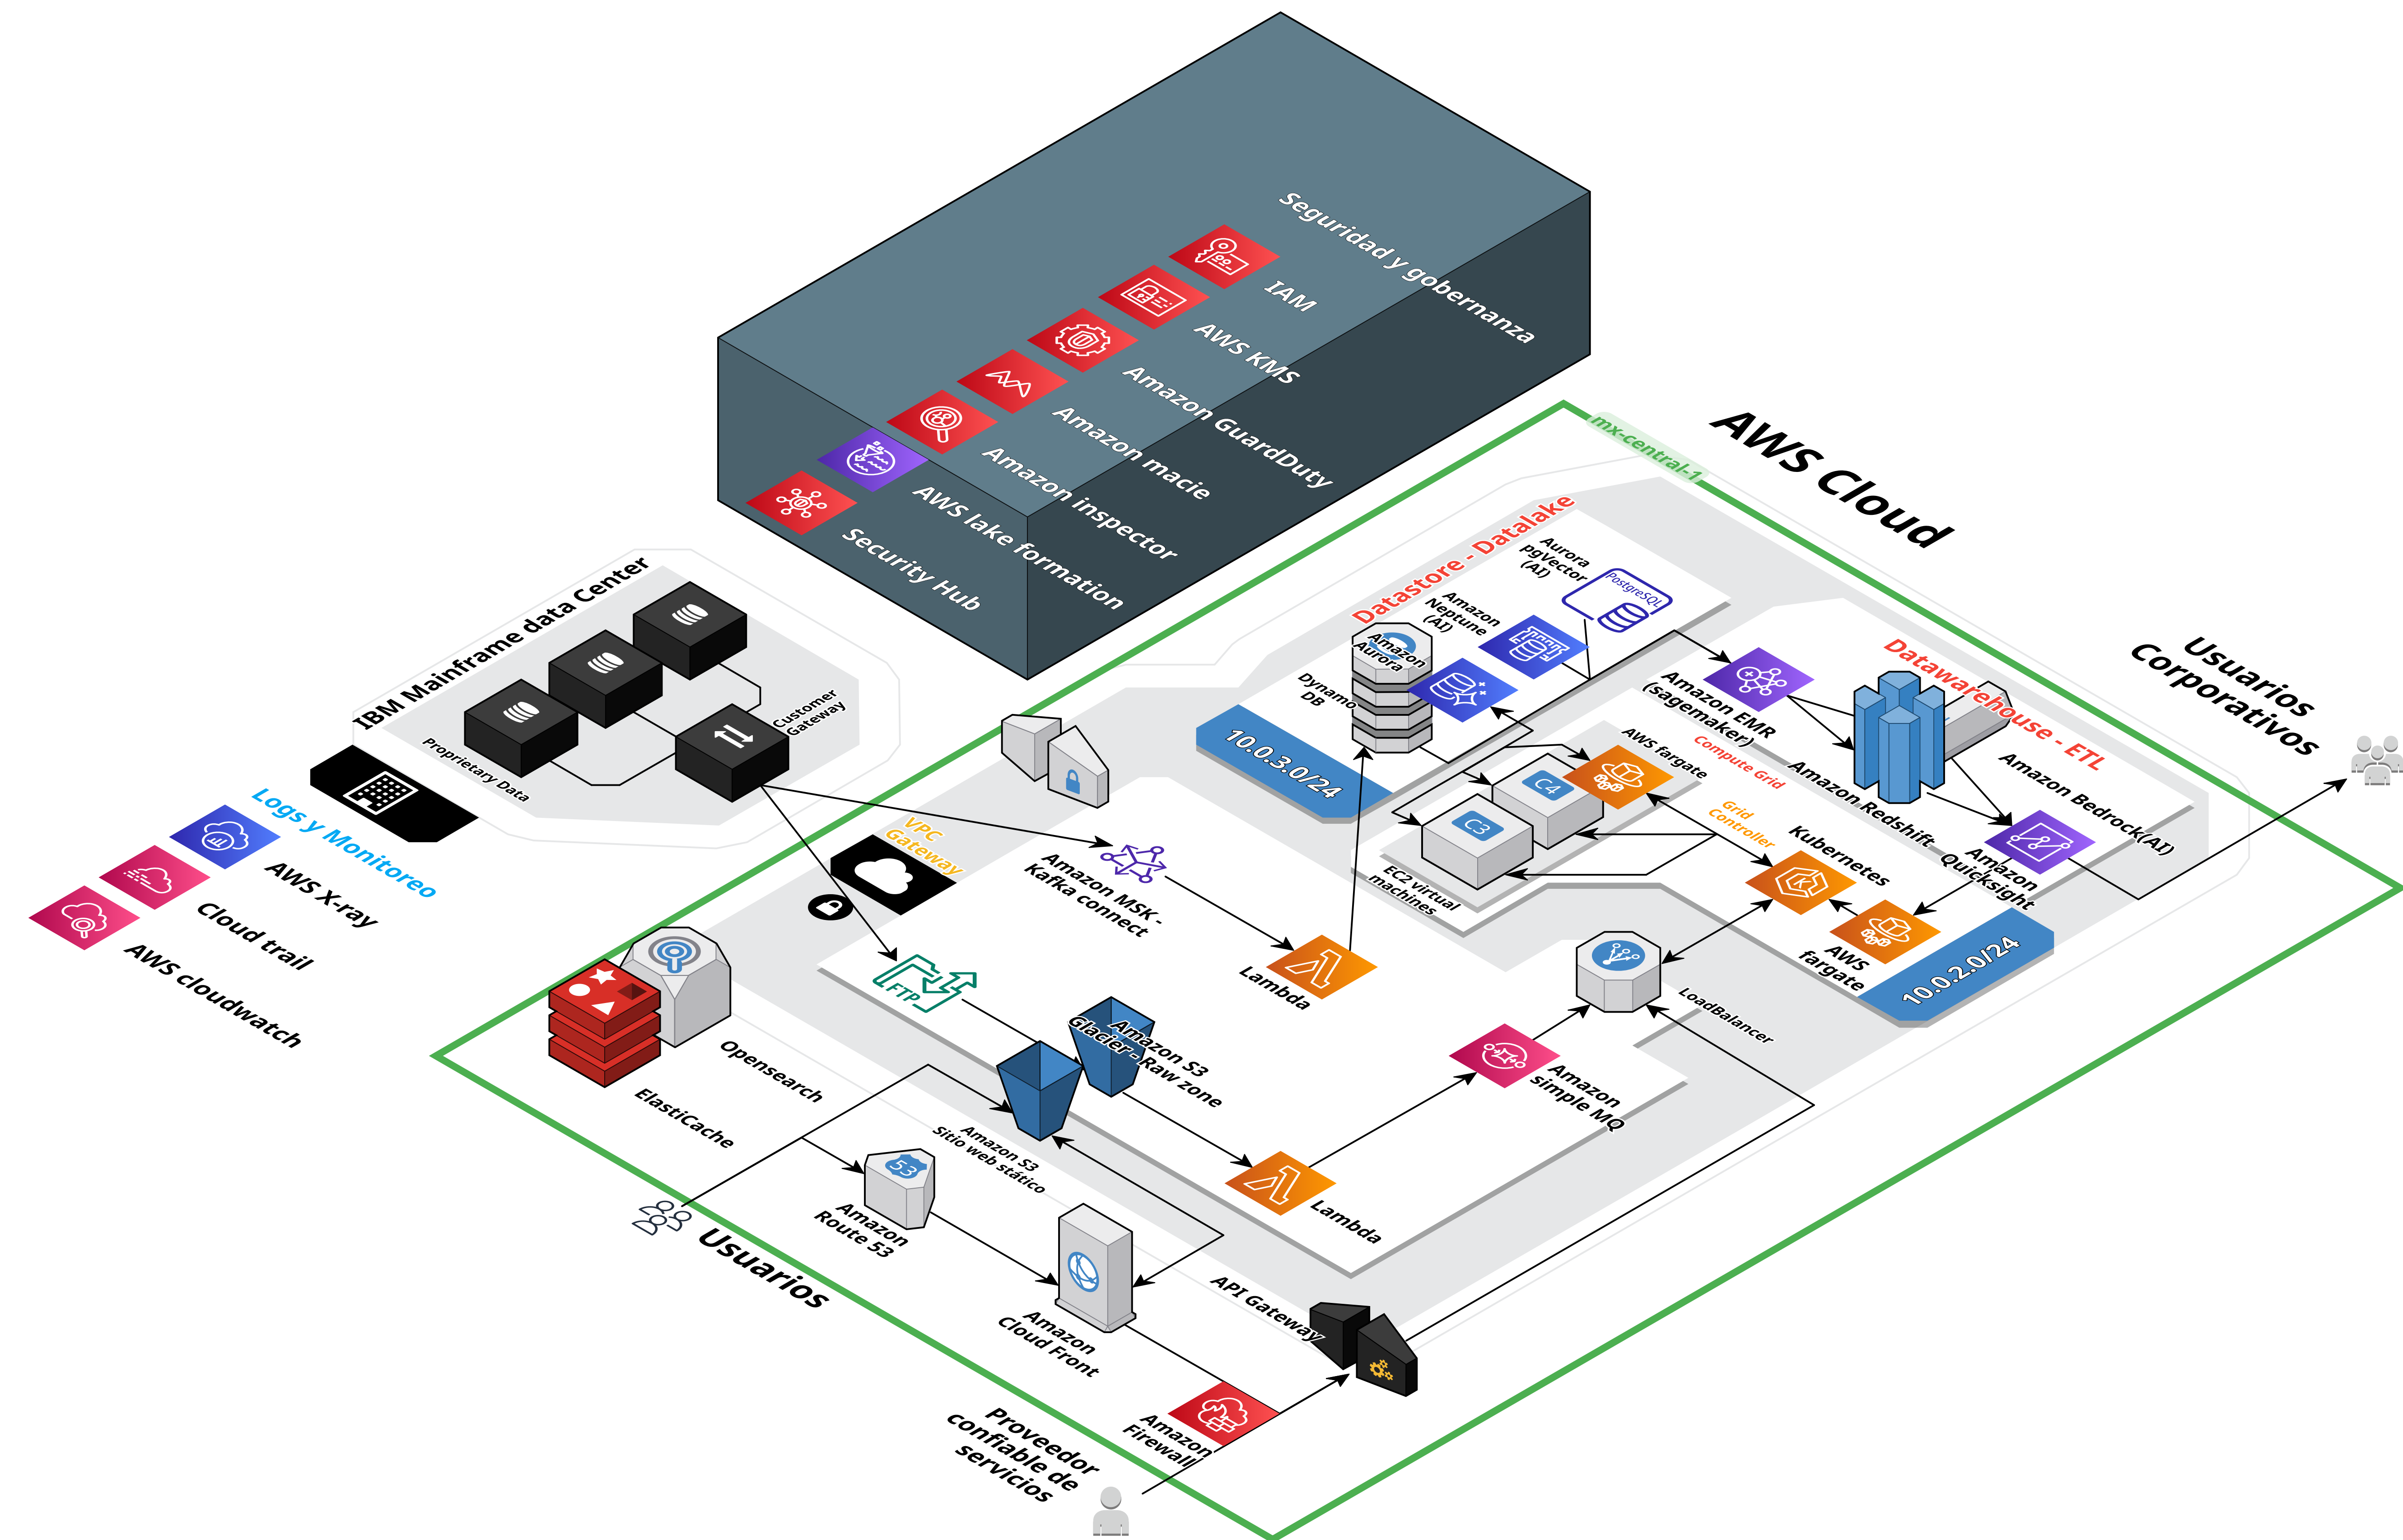 Seguridad y gobernanza
IAM
AWS KMS
Amazon GuardDuty
Amazon macie
Amazon inspector
AWS lake formation
Security Hub
AWS Cloud
mx-central-1
Usuarios
Corporativos
IBM Mainframe data Center
Proprietary Data
Customer
Gateway
Logs y Monitoreo
AWS X-ray
Cloud trail
AWS cloudwatch
Datastore - Datalake
Aurora
pgVector
(AI)
PostgreSQL
Amazon
Neptune
(AI)
Amazon
Aurora
Dynamo
DB
10.0.3.0/24
Datawarehouse - ETL
Amazon EMR
(sagemaker)
Amazon Redshift
Amazon Bedrock(AI)
Amazon
Quicksight
AWS fargate
Compute Grid
C4
C3
EC2 virtual
machines
Grid
Controller
Kubernetes
K
AWS
fargate
10.0.2.0/24
VPC
Gateway
Amazon MSK -
Kafka connect
Lambda
FTP
Amazon S3
Glacier - Raw zone
LoadBalancer
Amazon
simple MQ
Lambda
Opensearch
ElastiCache
Amazon S3
Sitio web stático
53
Amazon
Route 53
Usuarios
Amazon
Cloud Front
API Gateway
Amazon
Firewall
Proveedor
confiable de
servicios